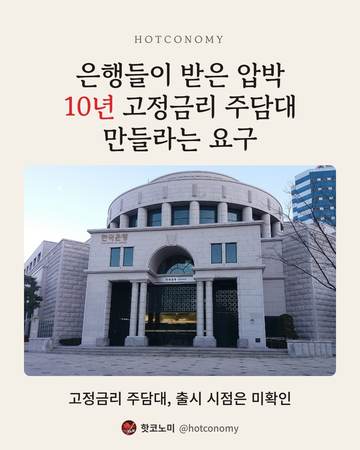 HOTCONOMY
은행들이 받은 압박
10년 고정금리 주담대
만들라는 요구
한국은행
고정금리 주담대, 출시 시점은 미확인
핫코노미 @hotconomy